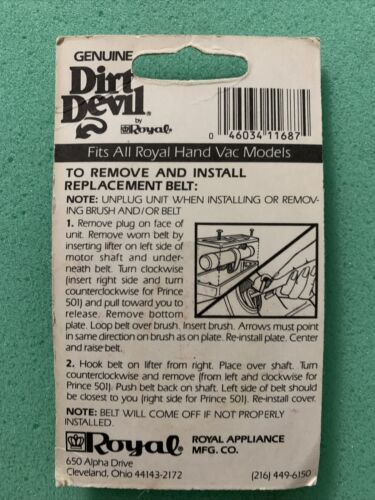 GENUINE
Dirt
Devil®
by
Royal®
0 46034 11687
Fits All Royal Hand Vac Models
TO REMOVE AND INSTALL
REPLACEMENT BELT:
NOTE: UNPLUG UNIT WHEN INSTALLING OR REMOV-
ING BRUSH AND/OR BELT
1. Remove plug on face of
unit. Remove worn belt by
inserting lifter on left side of
motor shaft and under-
neath belt. Turn clockwise
(insert right side and turn
counterclockwise for Prince
501) and pull toward you to
release. Remove bottom
plate. Loop belt over brush. Insert brush. Arrows must point
in same direction on brush as on plate. Re-install plate. Center
and raise belt.
2. Hook belt on lifter from right. Place over shaft. Turn
counterclockwise and remove (from left and clockwise for
Prince 501). Push belt back on shaft. Left side of belt should
be closest to you (right side for Prince 501). Re-install cover.
NOTE: BELT WILL COME OFF IF NOT PROPERLY
INSTALLED.
Royal® ROYAL APPLIANCE
MFG. CO.
650 Alpha Drive
Cleveland, Ohio 44143-2172 (216) 449-6150